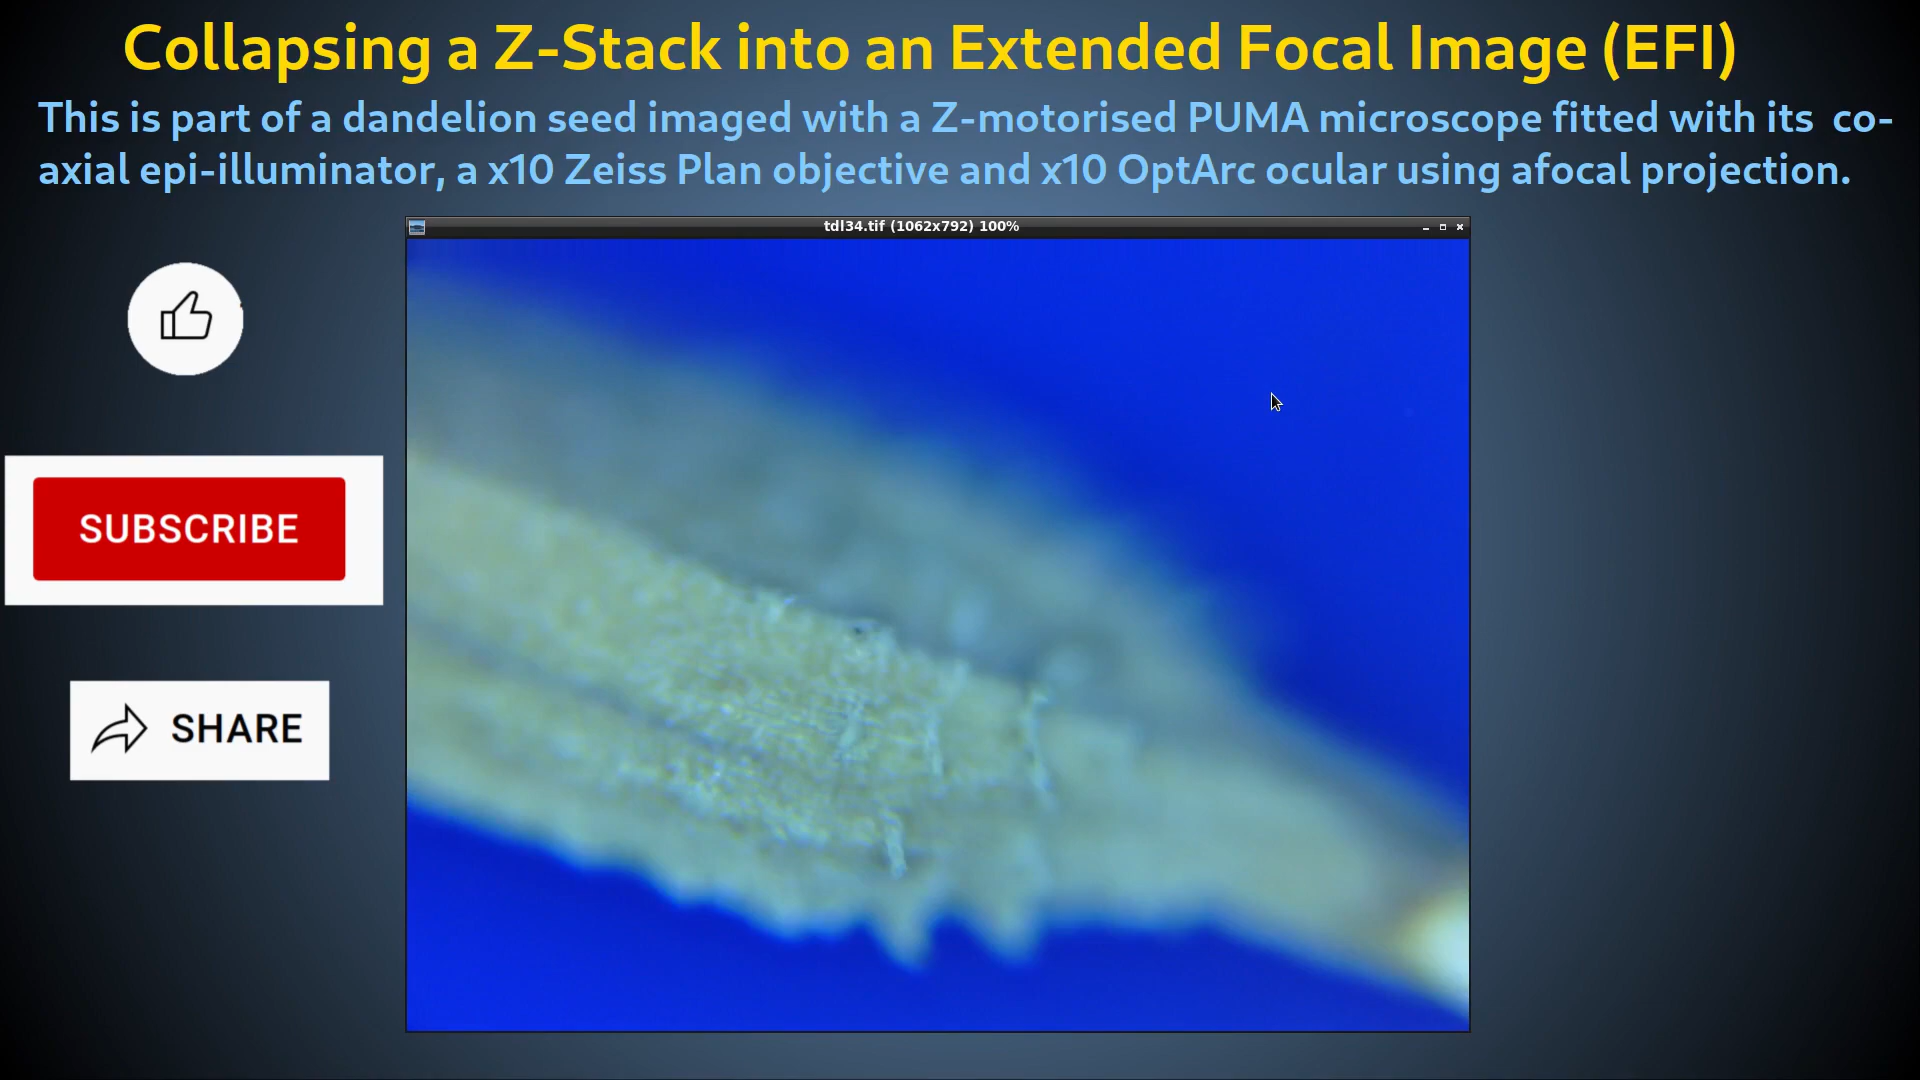 Collapsing a Z-Stack into an Extended Focal Image (EFI)
This is part of a dandelion seed imaged with a Z-motorised PUMA microscope fitted with its  co-
axial epi-illuminator, a x10 Zeiss Plan objective and x10 OptArc ocular using afocal projection.
tdl34.tif (1062x792) 100%
SUBSCRIBE
SHARE